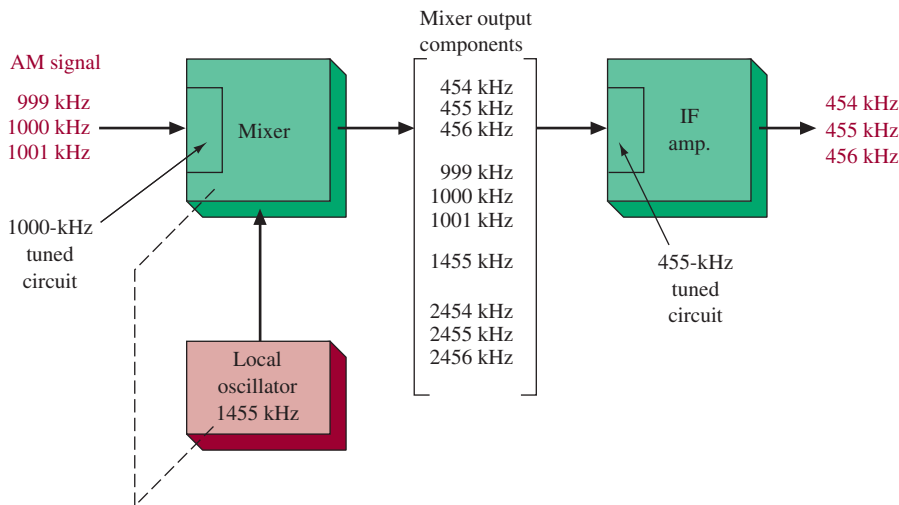 Mixer output
components
AM signal
999 kHz
1000 kHz
1001 kHz
1000-kHz
tuned
circuit
Mixer
Local
oscillator
1455 kHz
454 kHz
455 kHz
456 kHz
999 kHz
1000 kHz
1001 kHz
1455 kHz
2454 kHz
2455 kHz
2456 kHz
IF
amp.
455-kHz
tuned
circuit
454 kHz
455 kHz
456 kHz